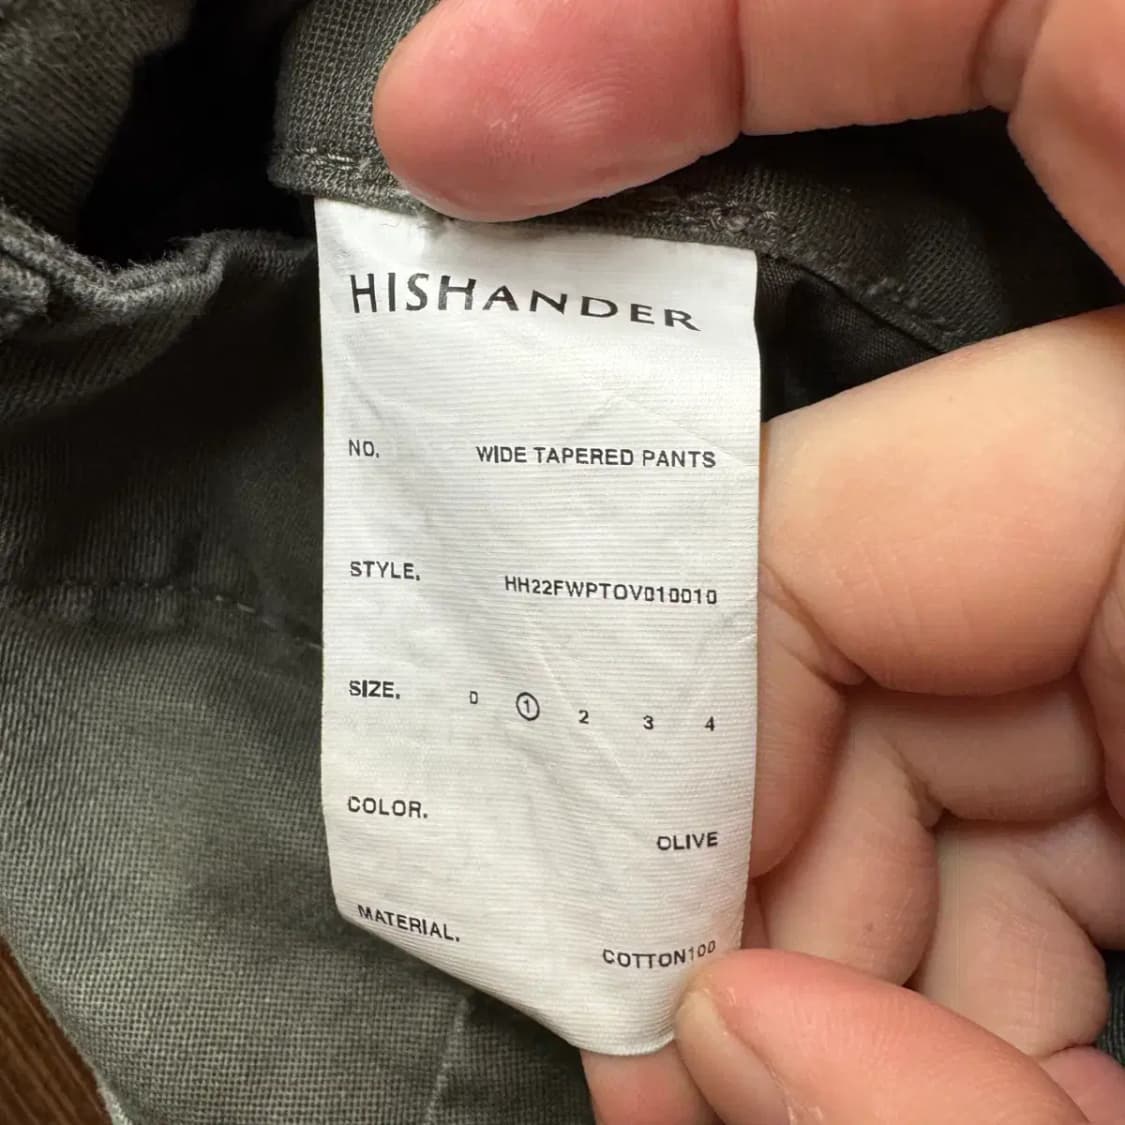 HISHANDER
NO. WIDE TAPERED PANTS
STYLE. HH22FWPTOV010010
SIZE. 0 ① 2 3 4
COLOR. OLIVE
MATERIAL. COTTON100